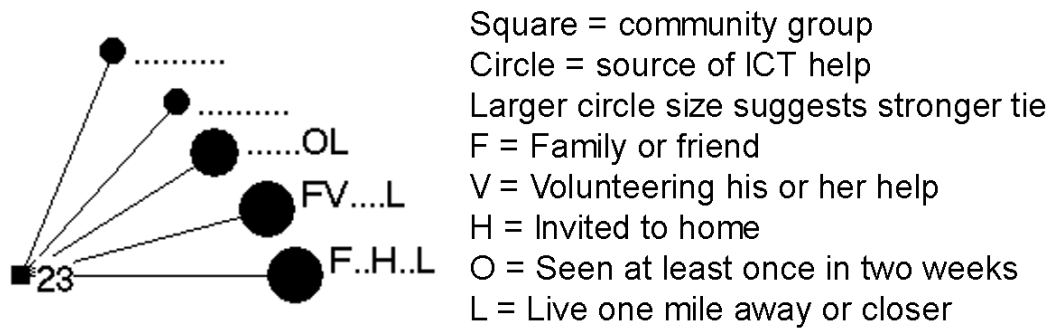 ..........
..........
......OL
FV....L
F..H..L
23
Square = community group
Circle = source of ICT help
Larger circle size suggests stronger tie
F = Family or friend
V = Volunteering his or her help
H = Invited to home
O = Seen at least once in two weeks
L = Live one mile away or closer